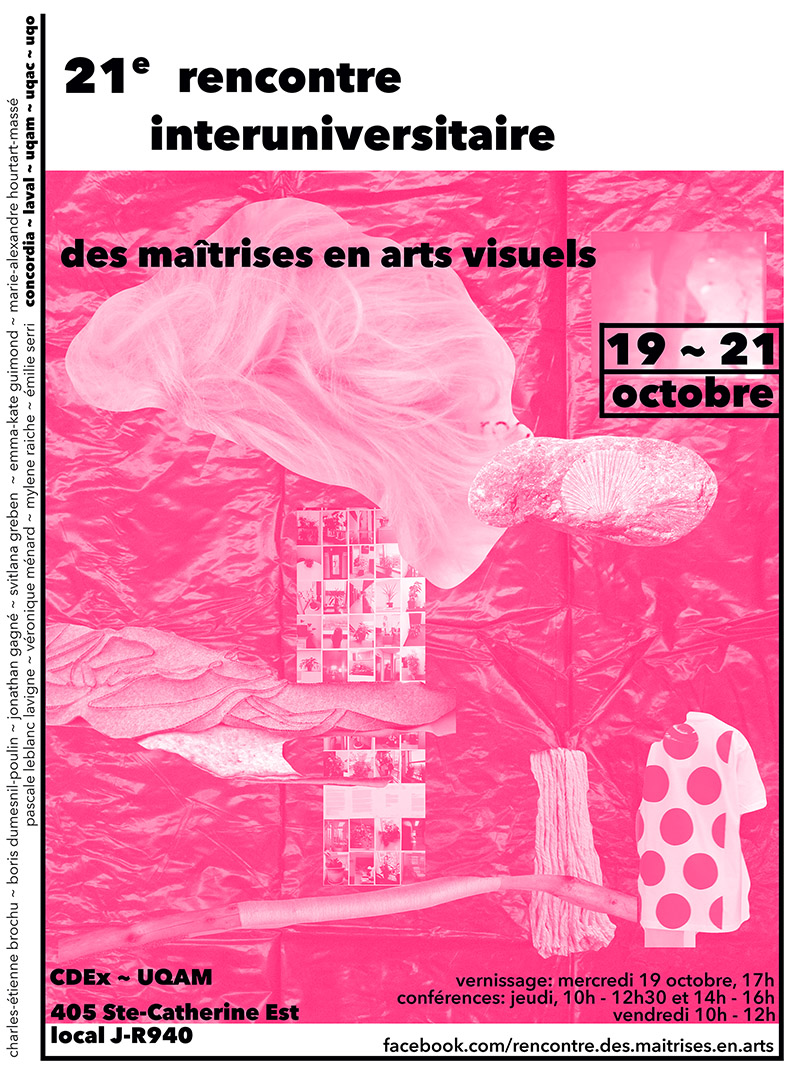 21e rencontre
interuniversitaire
des maîtrises en arts visuels
19 ~ 21
octobre
CDEx ~ UQAM
405 Ste-Catherine Est
local J-R940
vernissage: mercredi 19 octobre, 17h
conférences: jeudi, 10h - 12h30 et 14h - 16h
vendredi 10h - 12h
facebook.com/rencontre.des.maitrises.en.arts
charles-étienne brochu ~ boris dumesnil-poulin ~ jonathan gagné ~ svitlana greben ~ emma-kate guimond ~ marie-alexandre hourtart-massé
pascale leblanc lavigne ~ véronique ménard ~ mylene raiche ~ émilie serri concordia ~ laval ~ uqam ~ uqac ~ uqo